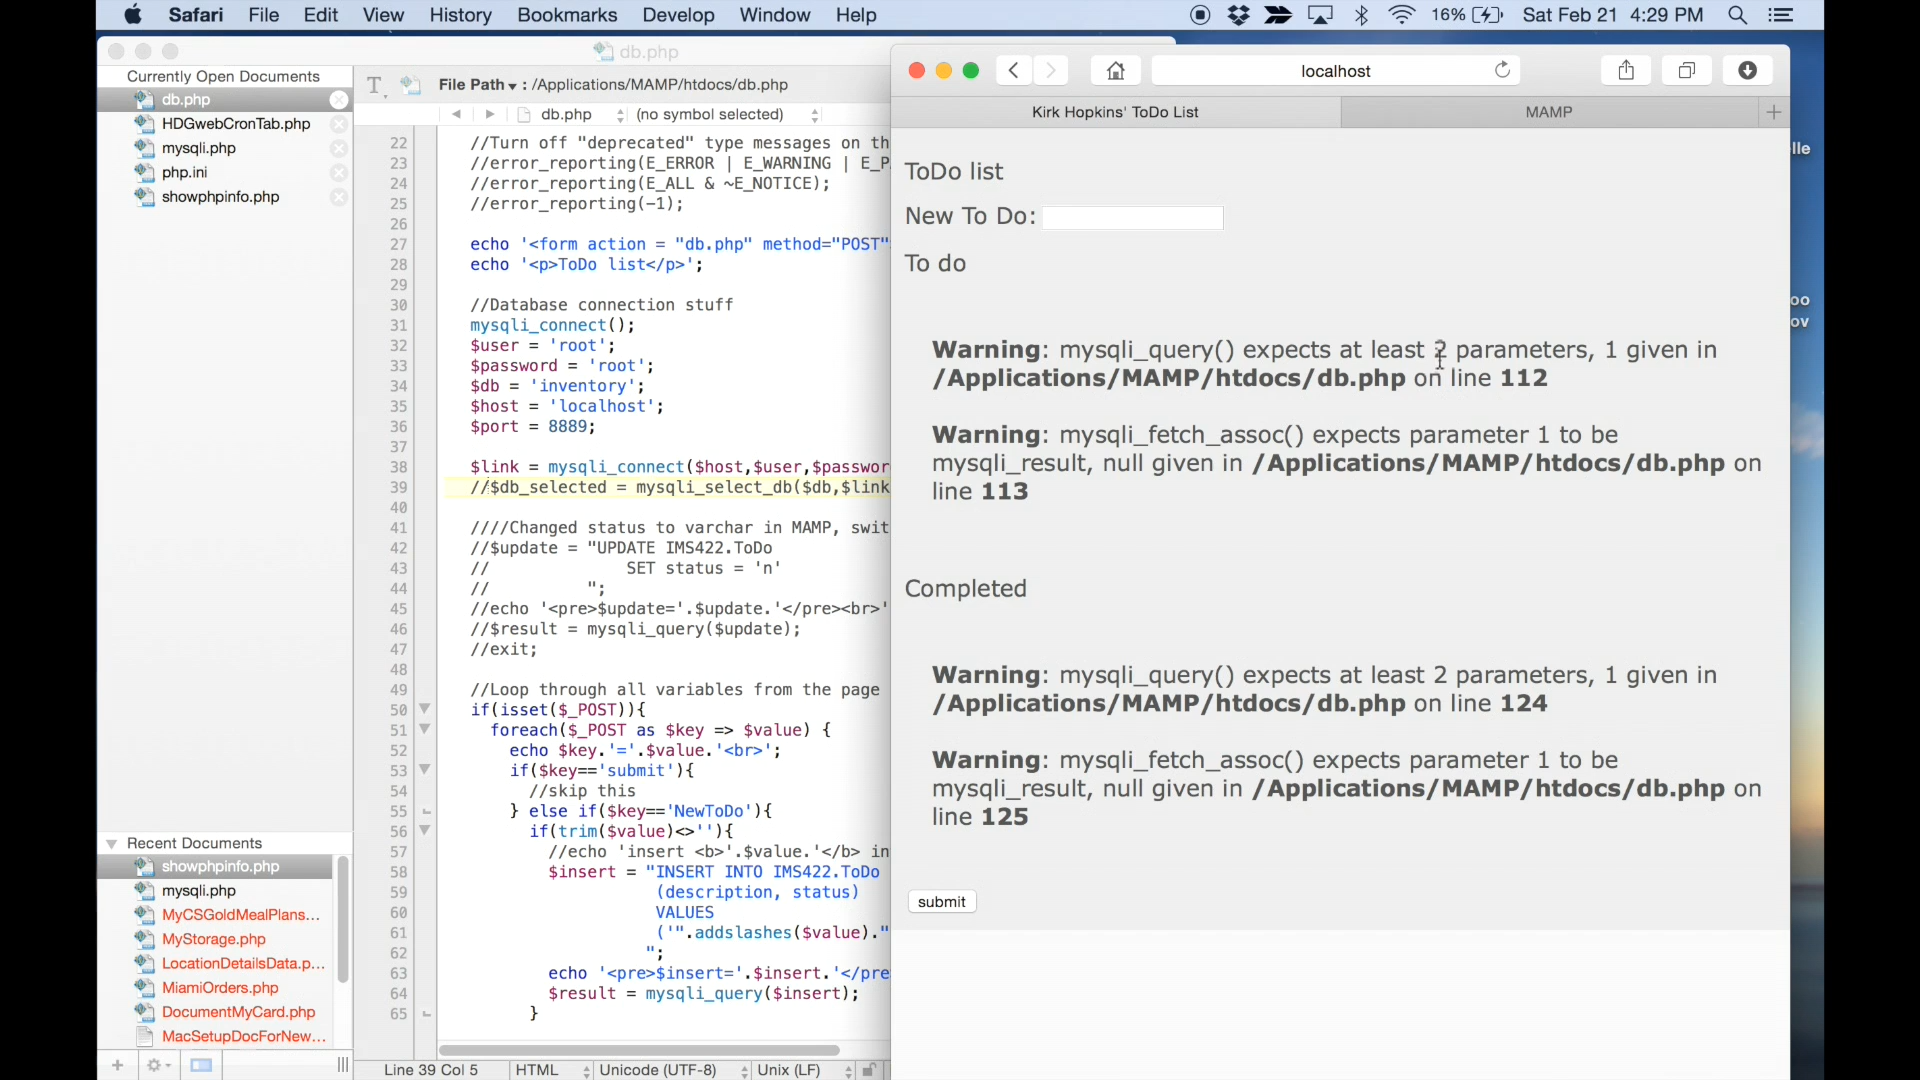 Safari File Edit View History Bookmarks Develop Window Help
16% Sat Feb 21 4:29 PM
db.php
Currently Open Documents
db.php
HDGwebCronTab.php
mysqli.php
php.ini
showphpinfo.php
Recent Documents
showphpinfo.php
mysqli.php
MyCSGoldMealPlans...
MyStorage.php
LocationDetailsData.p...
MiamiOrders.php
DocumentMyCard.php
MacSetupDocForNew...
File Path ▾ : /Applications/MAMP/htdocs/db.php
db.php (no symbol selected)
22 //Turn off "deprecated" type messages on th
23 //error_reporting(E_ERROR | E_WARNING | E_P
24 //error_reporting(E_ALL & ~E_NOTICE);
25 //error_reporting(-1);
26
27 echo '<form action = "db.php" method="POST"
28 echo '<p>ToDo list</p>';
29
30 //Database connection stuff
31 mysqli_connect();
32 $user = 'root';
33 $password = 'root';
34 $db = 'inventory';
35 $host = 'localhost';
36 $port = 8889;
37
38 $link = mysqli_connect($host,$user,$passwor
39 //$db_selected = mysqli_select_db($db,$link
40
41 ////Changed status to varchar in MAMP, swit
42 //$update = "UPDATE IMS422.ToDo
43 // SET status = 'n'
44 // ";
45 //echo '<pre>$update='.$update.'</pre><br>'
46 //$result = mysqli_query($update);
47 //exit;
48
49 //Loop through all variables from the page
50 if(isset($_POST)){
51 foreach($_POST as $key => $value) {
52 echo $key.'='.$value.'<br>';
53 if($key=='submit'){
54 //skip this
55 } else if($key=='NewToDo'){
56 if(trim($value)<>''){
57 //echo 'insert <b>'.$value.'</b> in
58 $insert = "INSERT INTO IMS422.ToDo
59 (description, status)
60 VALUES
61 ('".addslashes($value)."
62 ";
63 echo '<pre>$insert='.$insert.'</pre
64 $result = mysqli_query($insert);
65 }
Line 39 Col 5 HTML Unicode (UTF-8) Unix (LF)
localhost
Kirk Hopkins' ToDo List MAMP
ToDo list
New To Do:
To do
Warning: mysqli_query() expects at least 2 parameters, 1 given in
/Applications/MAMP/htdocs/db.php on line 112
Warning: mysqli_fetch_assoc() expects parameter 1 to be
mysqli_result, null given in /Applications/MAMP/htdocs/db.php on
line 113
Completed
Warning: mysqli_query() expects at least 2 parameters, 1 given in
/Applications/MAMP/htdocs/db.php on line 124
Warning: mysqli_fetch_assoc() expects parameter 1 to be
mysqli_result, null given in /Applications/MAMP/htdocs/db.php on
line 125
submit
lle
oo
ov